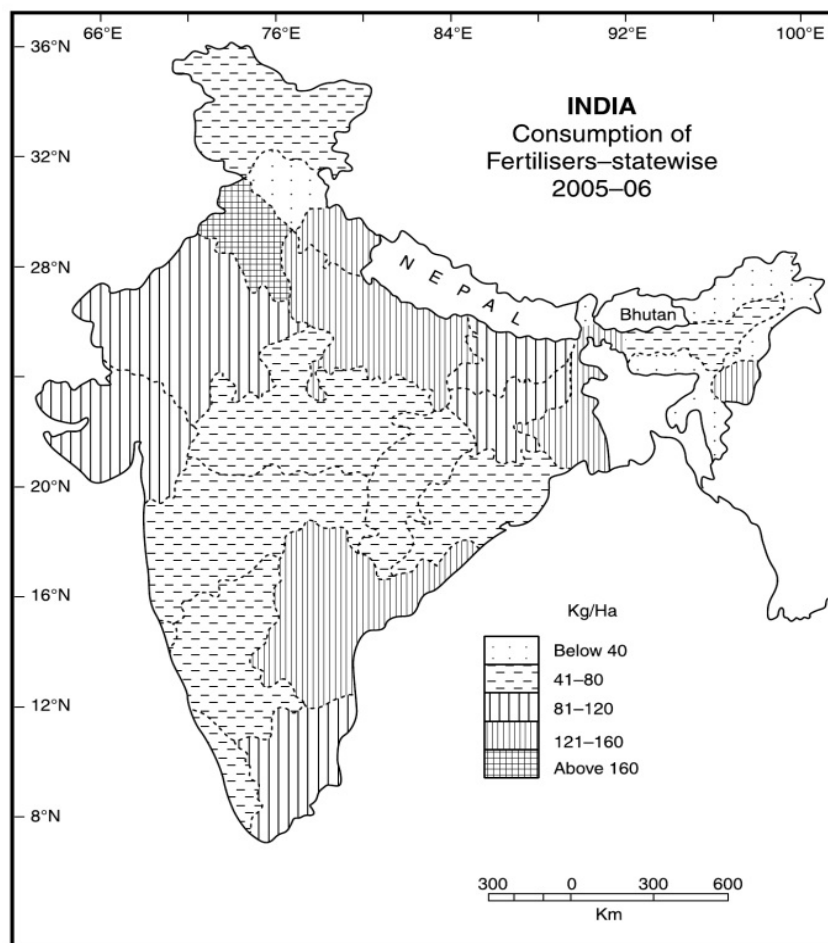 66°E 76°E 84°E 92°E 100°E
36°N
INDIA
Consumption of
Fertilisers–statewise
2005–06
32°N
28°N
NEPAL
Bhutan
20°N
16°N
Kg/Ha
Below 40
41–80
81–120
121–160
Above 160
12°N
8°N
300 0 300 600
Km